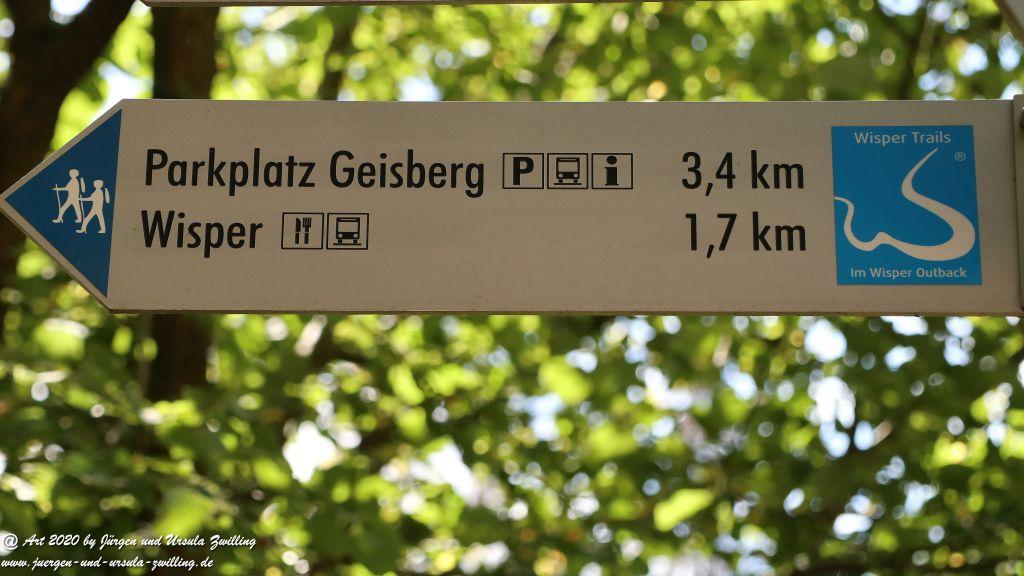 Parkplatz Geisberg P i 3,4 km
Wisper 1,7 km
Wisper Trails
®
Im Wisper Outback
@ Art 2020 by Jürgen und Ursula Zwilling
www.juergen-und-ursula-zwilling.de